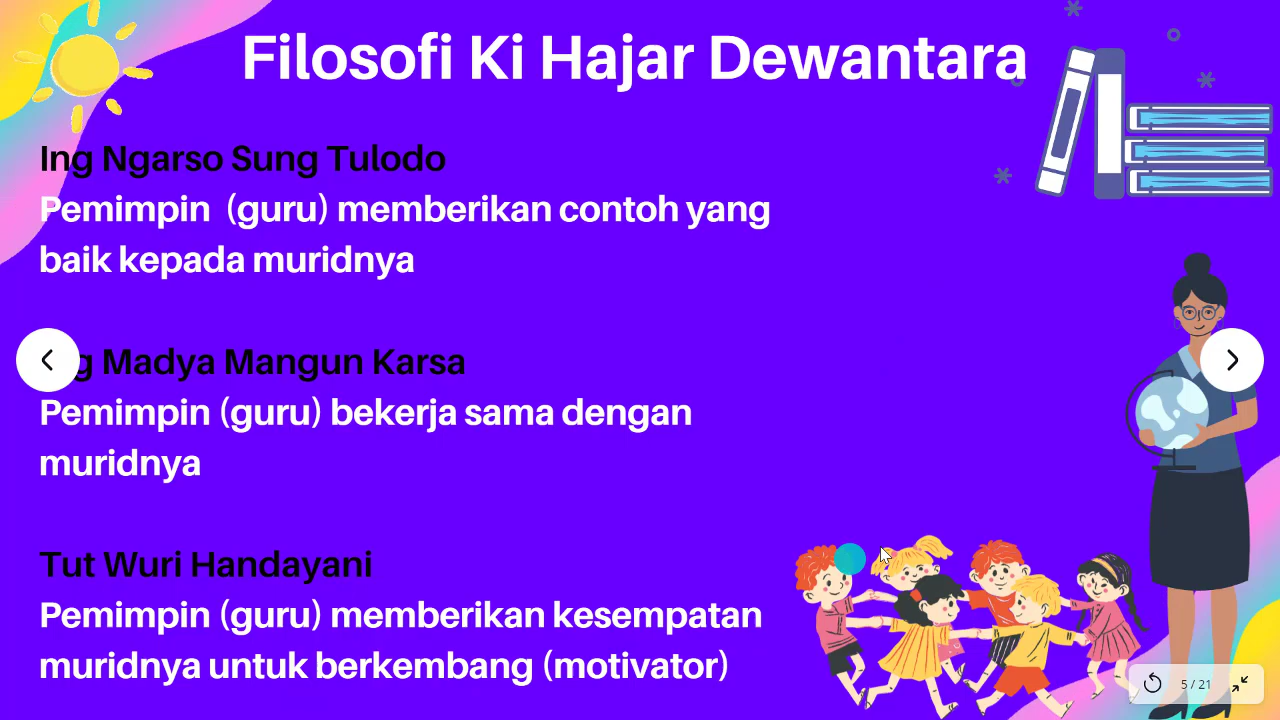 Filosofi Ki Hajar Dewantara
Ing Ngarso Sung Tulodo
Pemimpin (guru) memberikan contoh yang
baik kepada muridnya
Madya Mangun Karsa
Pemimpin (guru) bekerja sama dengan
muridnya
Tut Wuri Handayani
Pemimpin (guru) memberikan kesempatan
muridnya untuk berkembang (motivator)
5 / 21